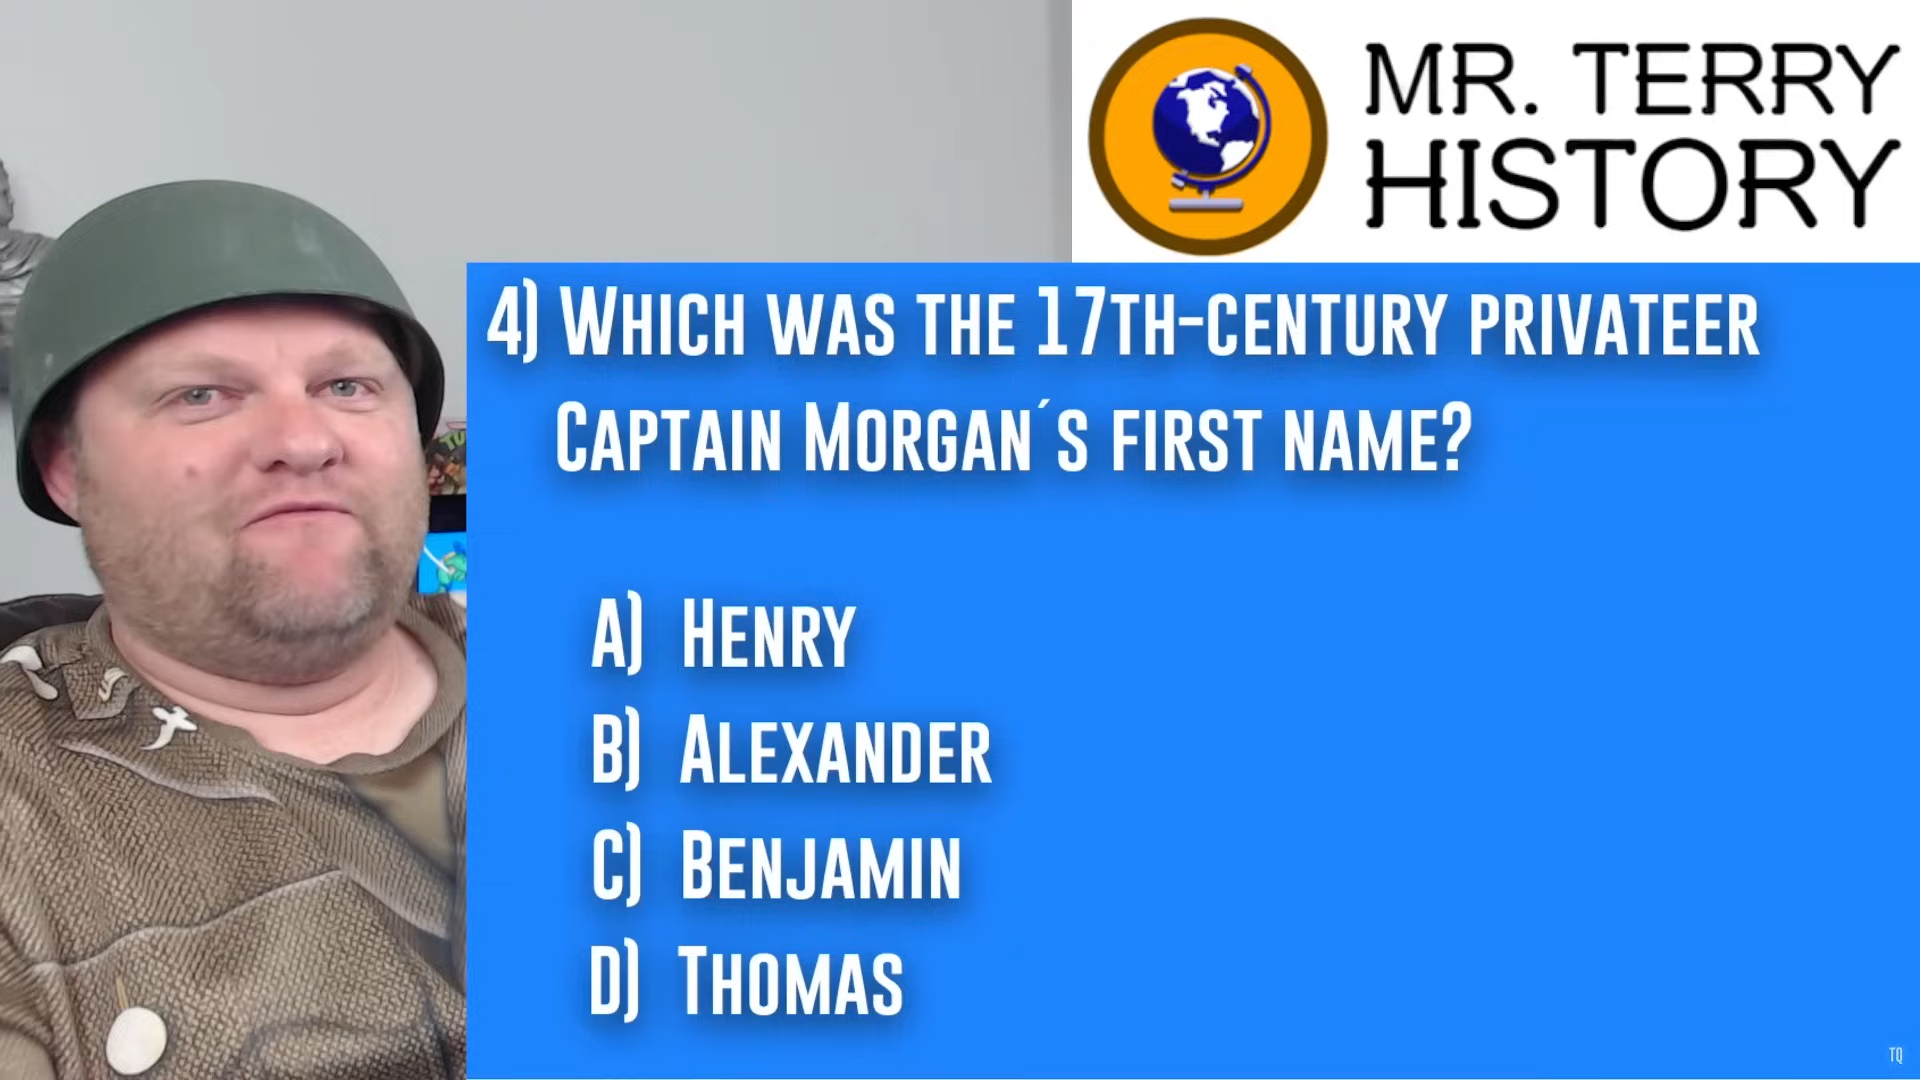 MR. TERRY
HISTORY
4) WHICH WAS THE 17TH-CENTURY PRIVATEER
CAPTAIN MORGAN´S FIRST NAME?
A) HENRY
B) ALEXANDER
C) BENJAMIN
D) THOMAS
TQ